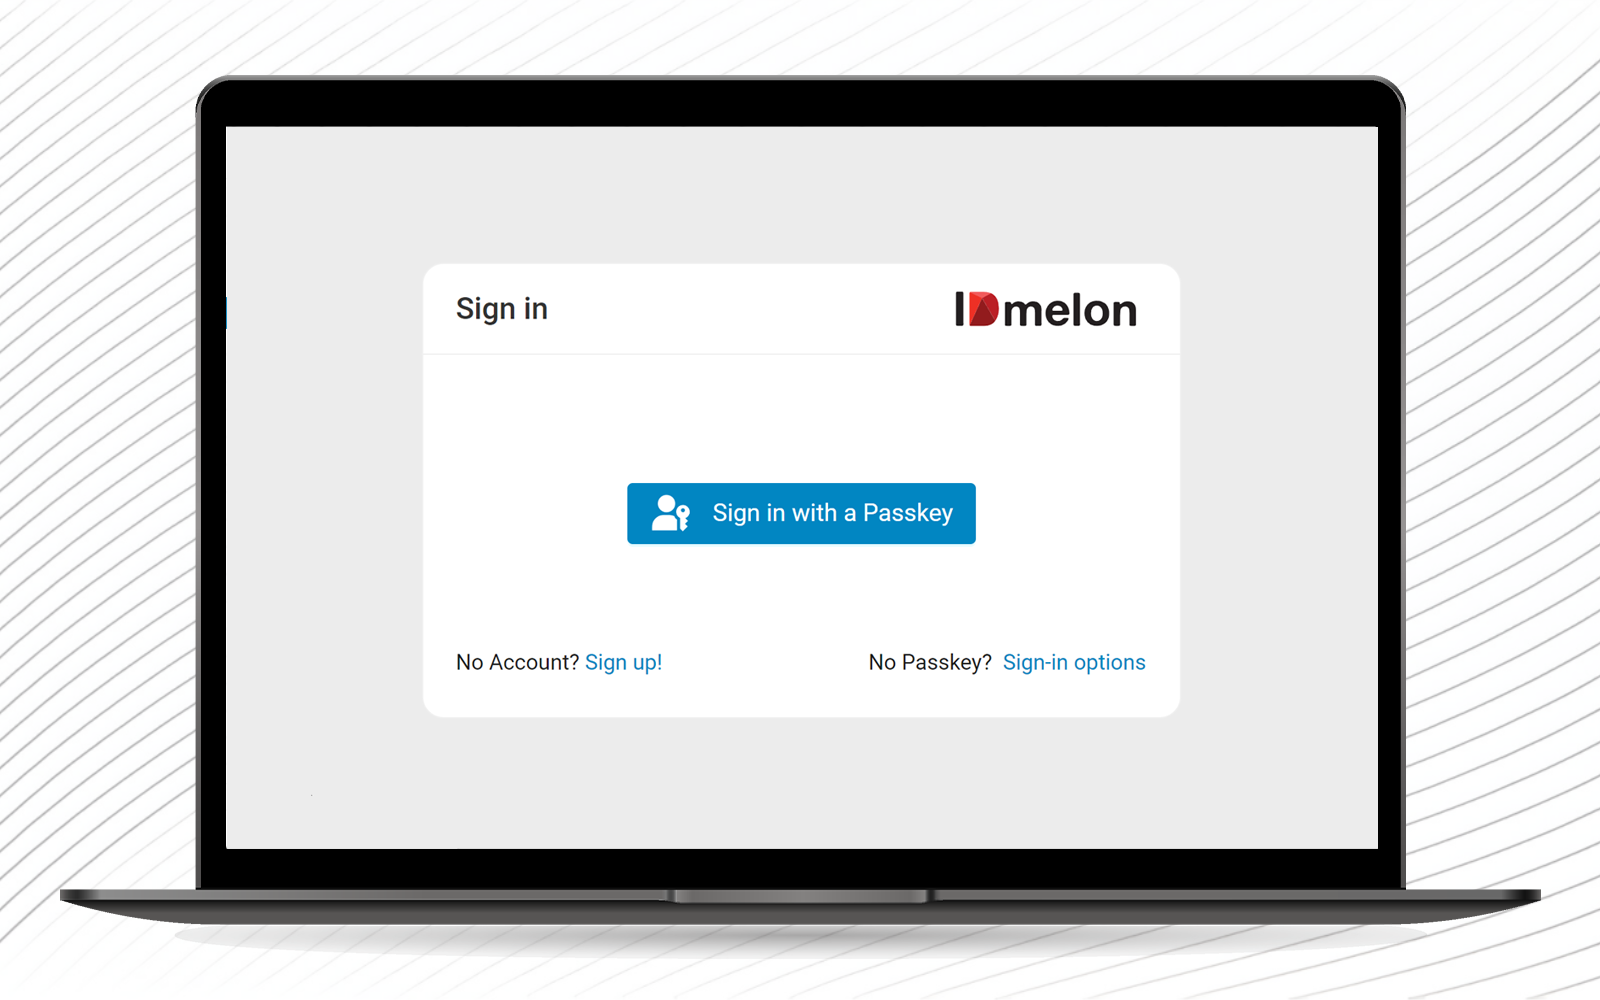 Sign in
IDmelon
Sign in with a Passkey
No Account? Sign up!
No Passkey? Sign-in options